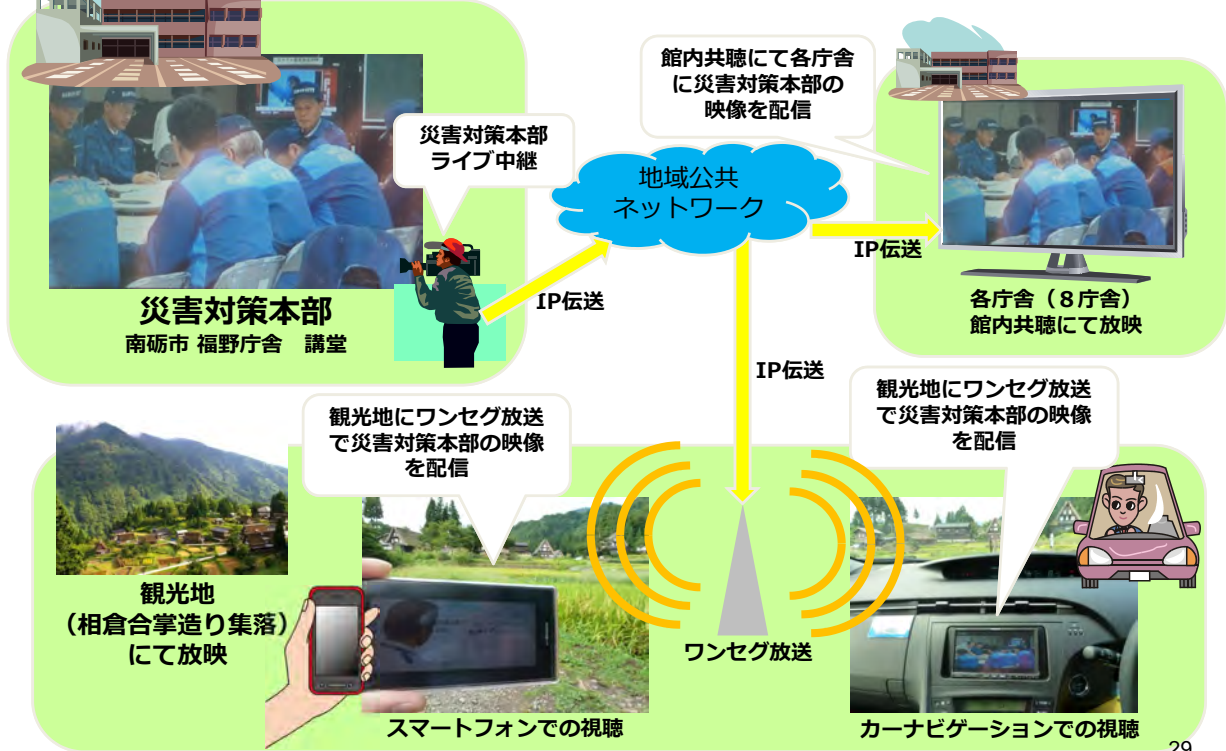 災害対策本部
ライブ中継
館内共聴にて各庁舎
に災害対策本部の
映像を配信
地域公共
ネットワーク
IP伝送
IP伝送
IP伝送
災害対策本部
南砺市 福野庁舎　講堂
各庁舎（８庁舎）
館内共聴にて放映
観光地にワンセグ放送
で災害対策本部の映像
を配信
観光地にワンセグ放送
で災害対策本部の映像
を配信
観光地
（相倉合掌造り集落）
にて放映
ワンセグ放送
スマートフォンでの視聴
カーナビゲーションでの視聴
29